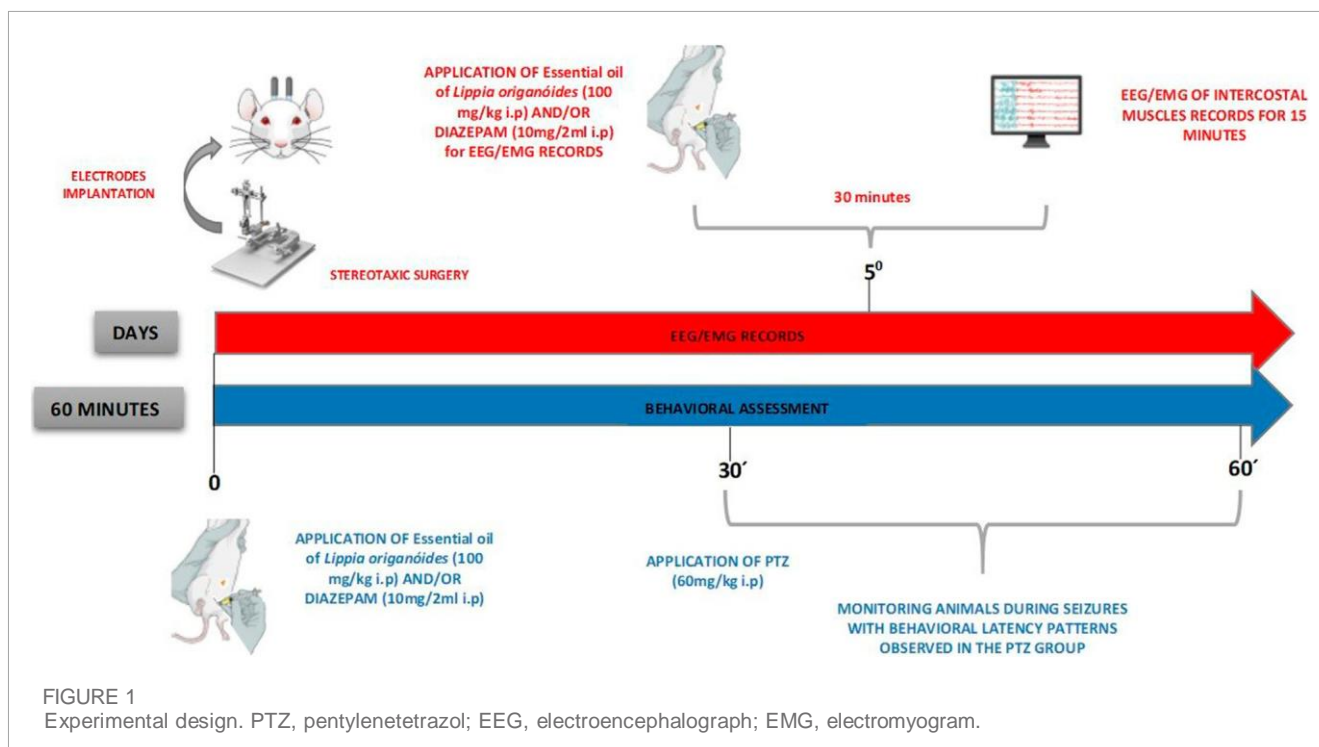 APPLICATION OF Essential oil
of Lippia origanóides (100
mg/kg i.p) AND/OR
DIAZEPAM (10mg/2ml i.p)
for EEG/EMG RECORDS
EEG/EMG OF INTERCOSTAL
MUSCLES RECORDS FOR 15
MINUTES
ELECTRODES
IMPLANTATION
30 minutes
STEREOTAXIC SURGERY
5⁰
DAYS
EEG/EMG RECORDS
60 MINUTES
BEHAVIORAL ASSESSMENT
0
30´
60´
APPLICATION OF Essential oil
of Lippia origanóides (100
mg/kg i.p) AND/OR
DIAZEPAM (10mg/2ml i.p)
APPLICATION OF PTZ
(60mg/kg i.p)
MONITORING ANIMALS DURING SEIZURES
WITH BEHAVIORAL LATENCY PATTERNS
OBSERVED IN THE PTZ GROUP
FIGURE 1
Experimental design. PTZ, pentylenetetrazol; EEG, electroencephalograph; EMG, electromyogram.